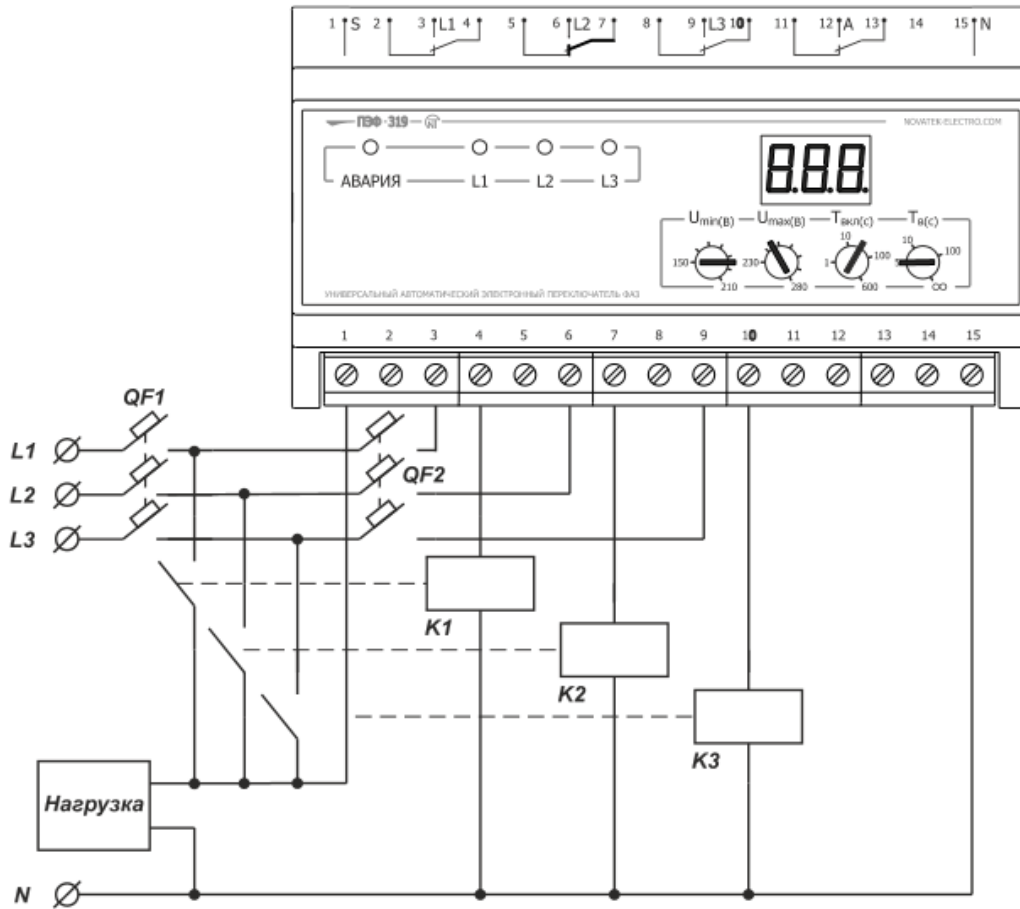 1 S 2 3 L1 4 5 6 L2 7 8 9 L3 10 11 12 A 13 14 15 N
ПЭФ-319
NOVATEK-ELECTRO.COM
АВАРИЯ L1 L2 L3
8.8.8.
Umin(В) Umax(В) Tвкл(с) Tв(с)
10 10
150 230 1 100 5 100
210 280 600 ∞
УНИВЕРСАЛЬНЫЙ АВТОМАТИЧЕСКИЙ ЭЛЕКТРОННЫЙ ПЕРЕКЛЮЧАТЕЛЬ ФАЗ
1 2 3 4 5 6 7 8 9 10 11 12 13 14 15
QF1
L1
QF2
L2
L3
K1
K2
K3
Нагрузка
N